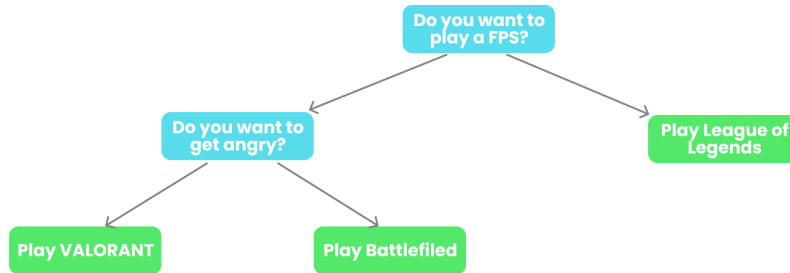 Do you want to
play a FPS?
Do you want to
get angry?
Play League of
Legends
Play VALORANT
Play Battlefiled